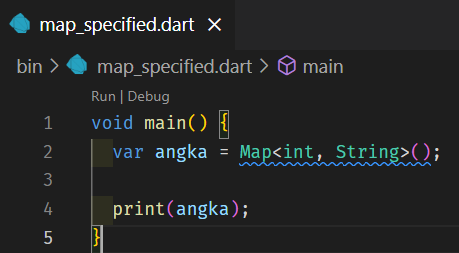 map_specified.dart ×
bin > map_specified.dart > main
Run | Debug
1 void main() {
2 var angka = Map<int, String>();
3
4 print(angka);
5 }